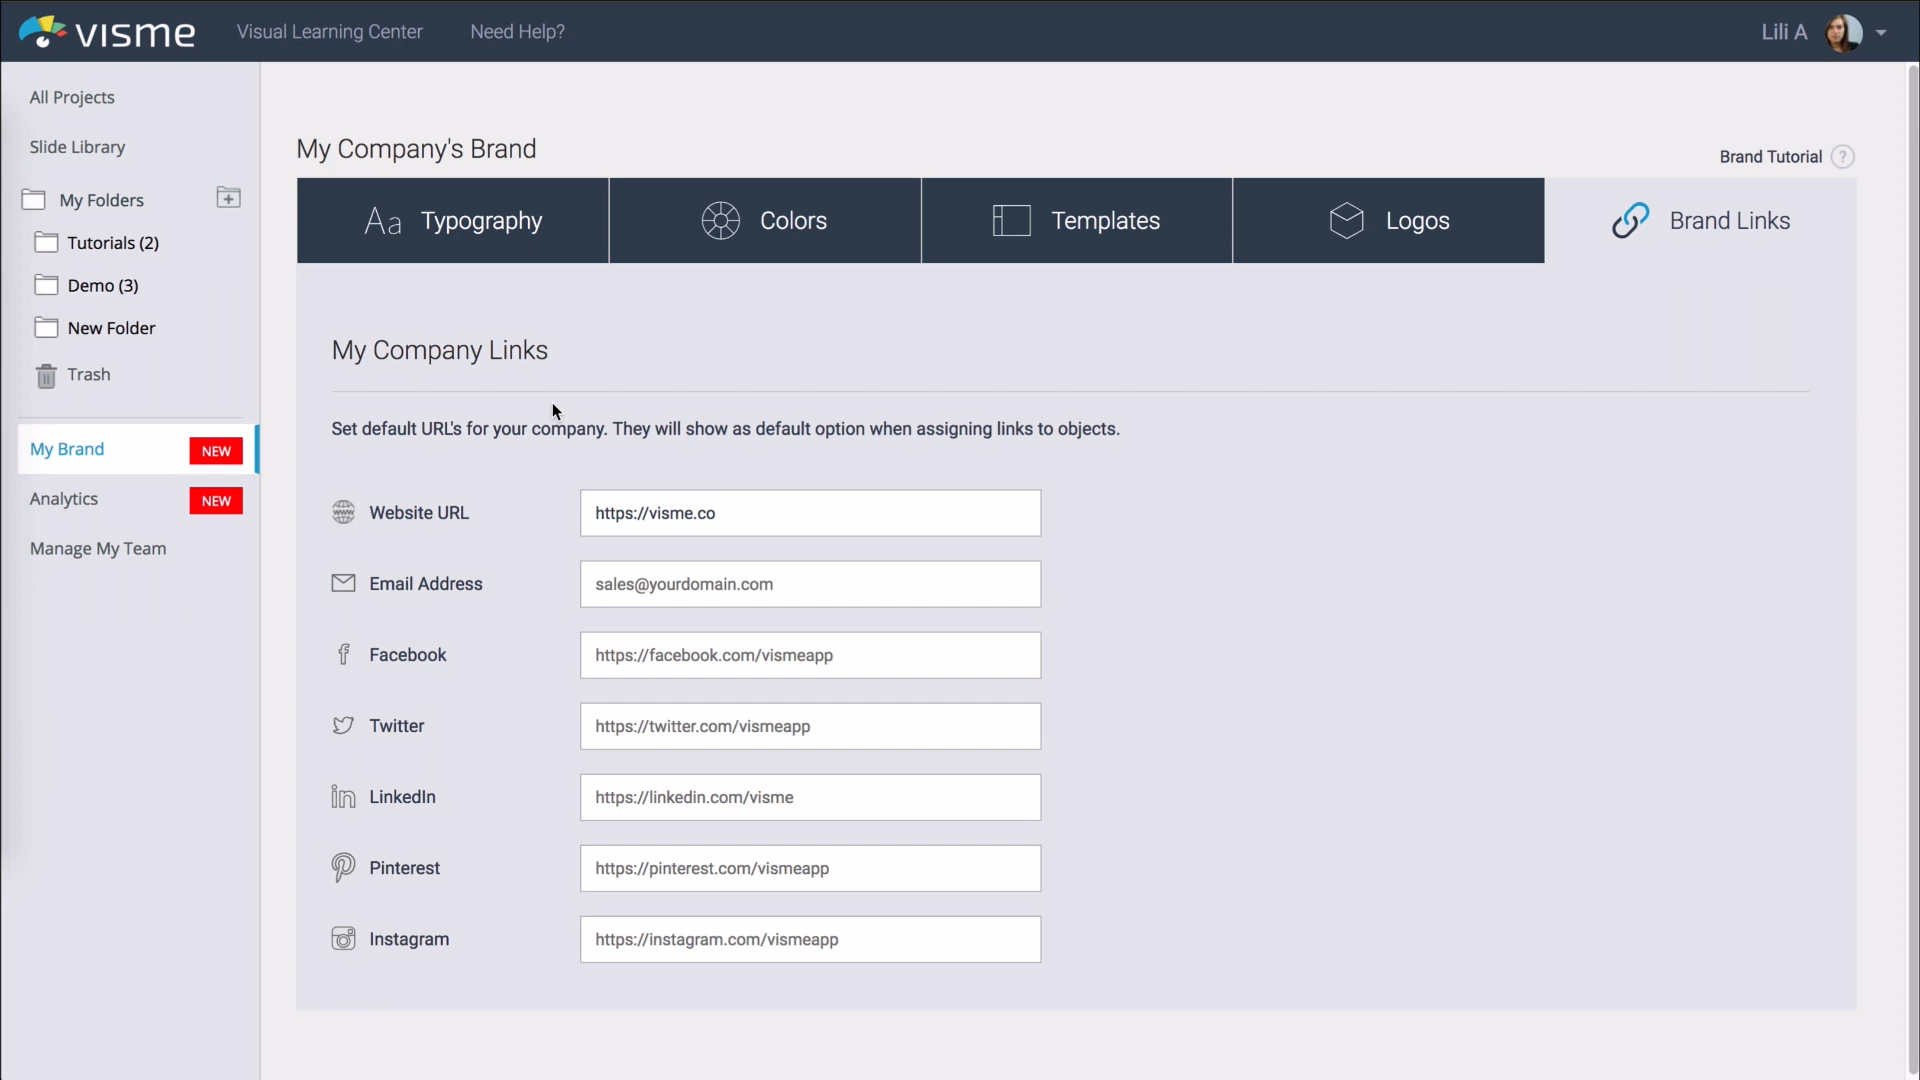 visme
Visual Learning Center
Need Help?
Lili A
All Projects
Slide Library
My Folders
Tutorials (2)
Demo (3)
New Folder
Trash
My Brand NEW
Analytics NEW
Manage My Team
My Company's Brand
Brand Tutorial ?
Aa Typography
Colors
Templates
Logos
Brand Links
My Company Links
Set default URL's for your company. They will show as default option when assigning links to objects.
www Website URL https://visme.co
Email Address sales@yourdomain.com
Facebook https://facebook.com/vismeapp
Twitter https://twitter.com/vismeapp
in LinkedIn https://linkedin.com/visme
Pinterest https://pinterest.com/vismeapp
Instagram https://instagram.com/vismeapp